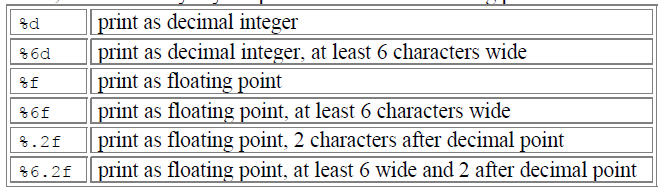 %d print as decimal integer
%6d print as decimal integer, at least 6 characters wide
%f print as floating point
%6f print as floating point, at least 6 characters wide
%.2f print as floating point, 2 characters after decimal point
%6.2f print as floating point, at least 6 wide and 2 after decimal point